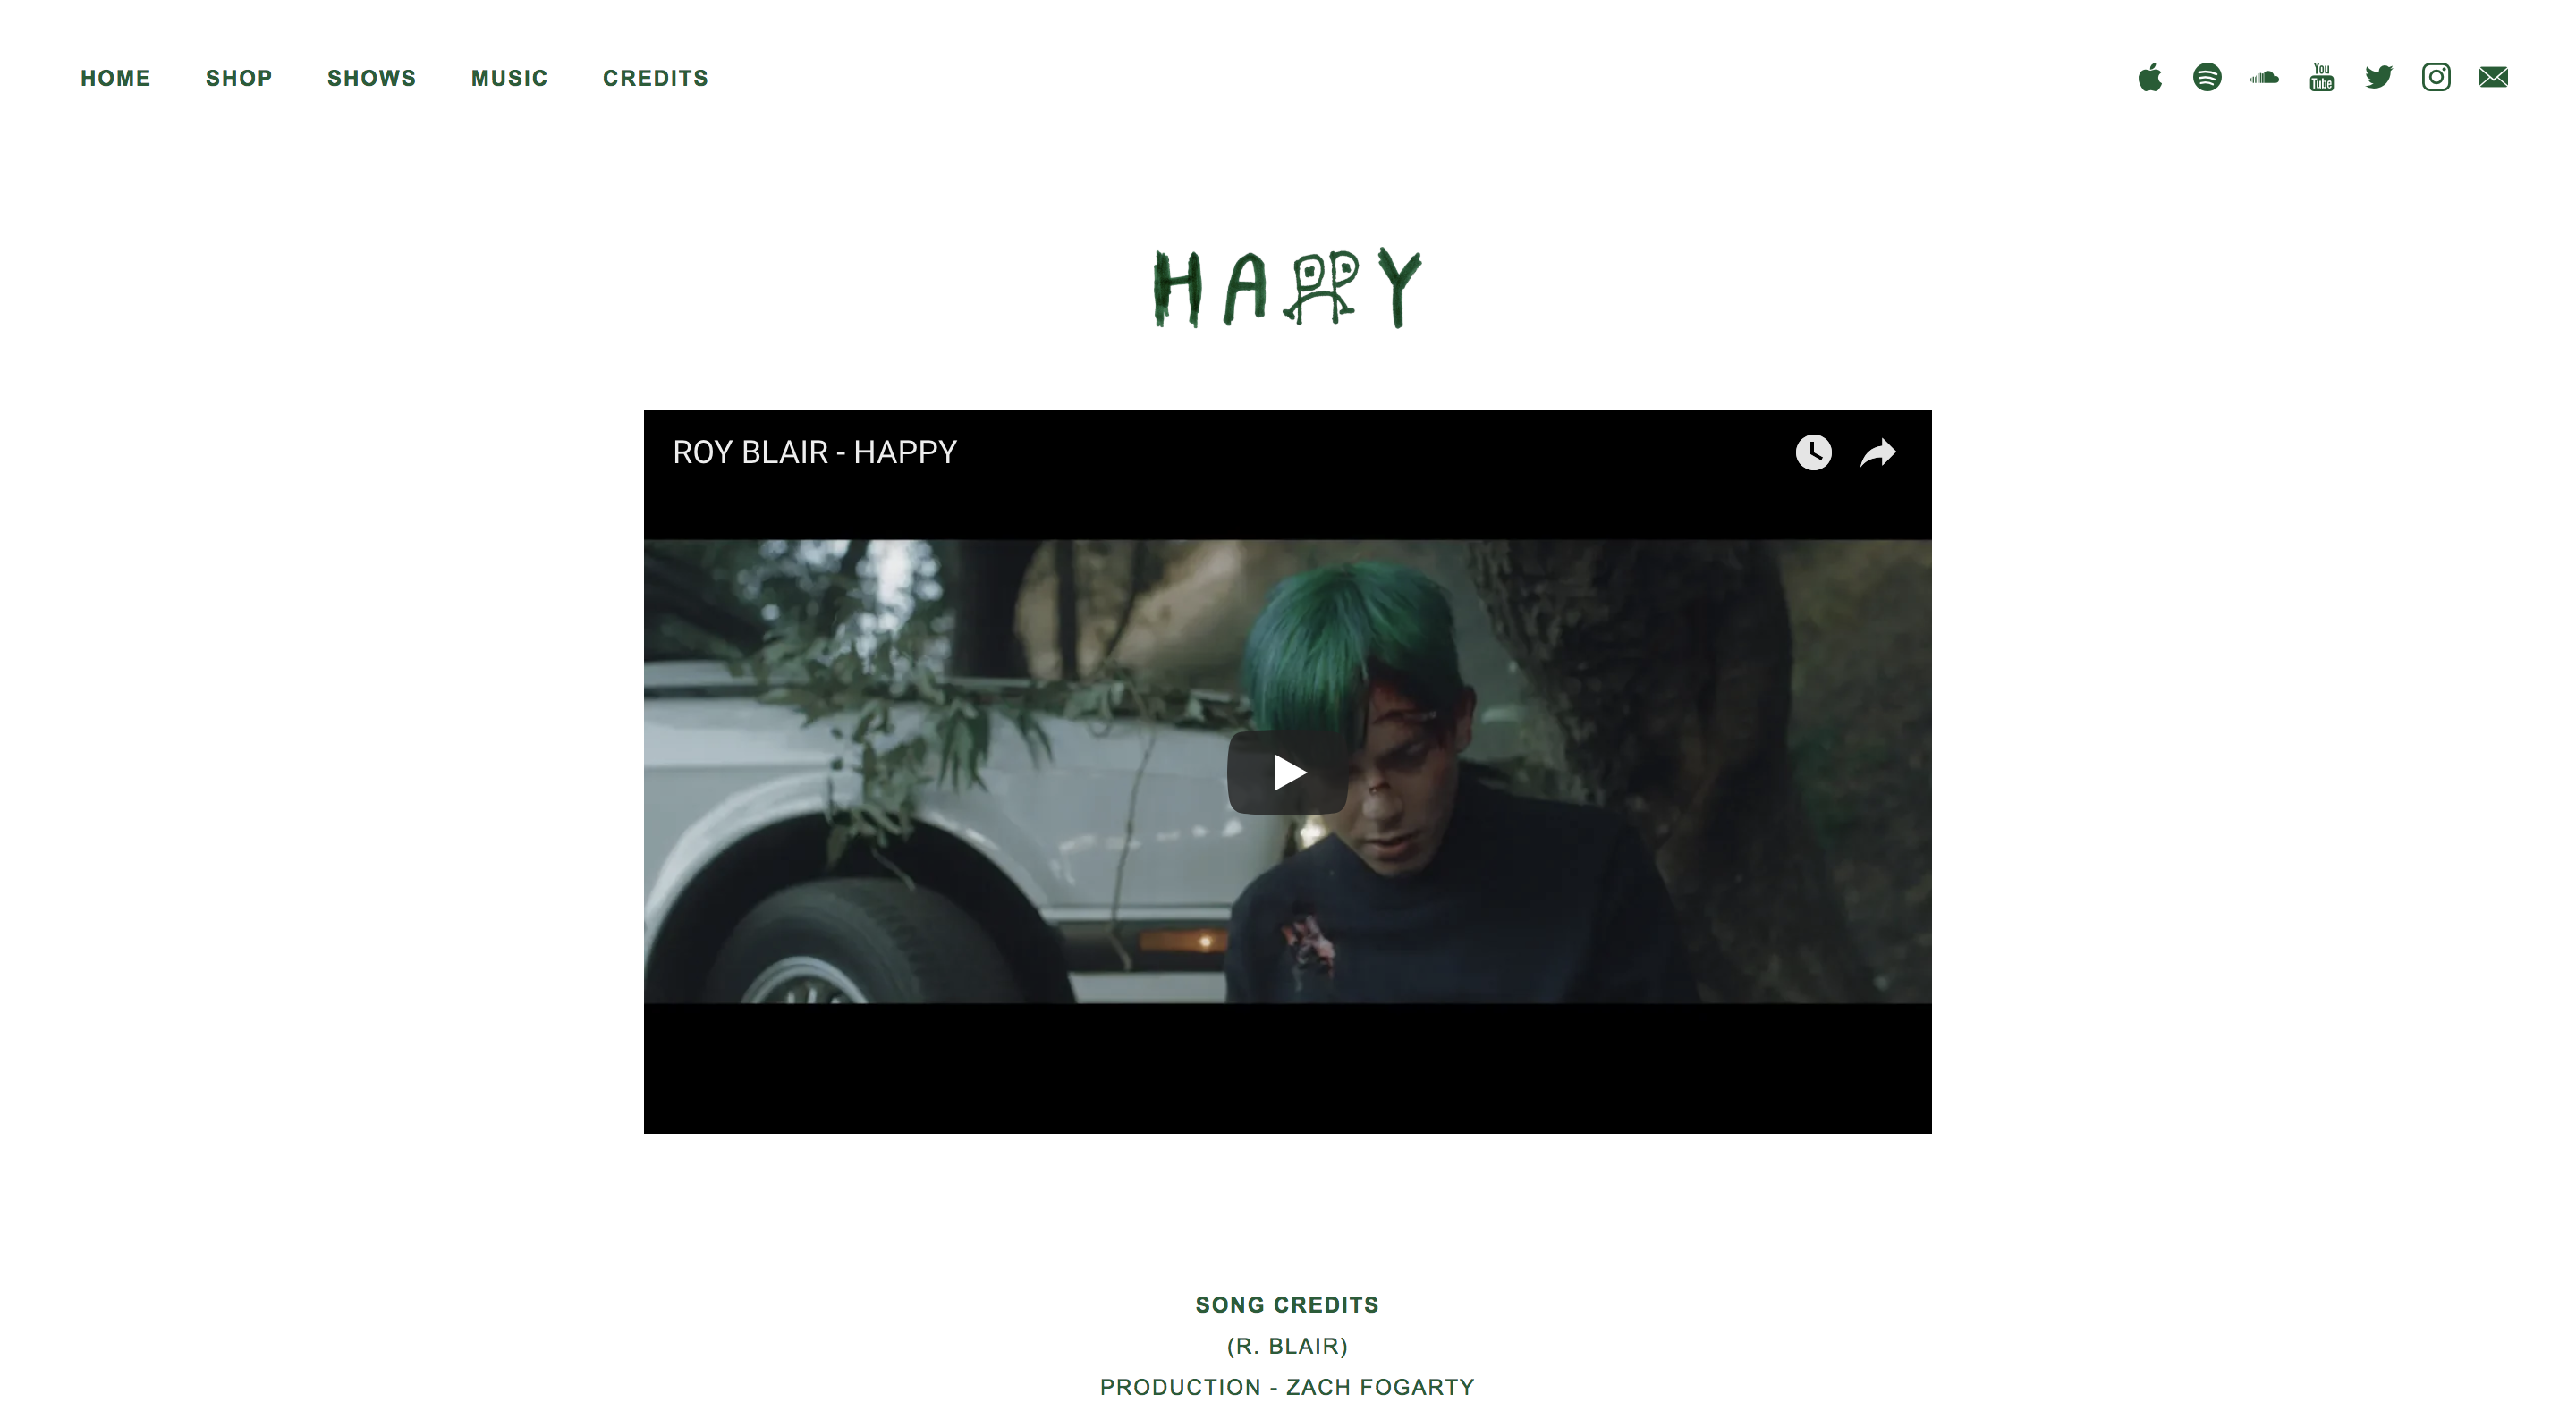 HOME SHOP SHOWS MUSIC CREDITS
You Tube
HAPPY
ROY BLAIR - HAPPY
SONG CREDITS
(R. BLAIR)
PRODUCTION - ZACH FOGARTY